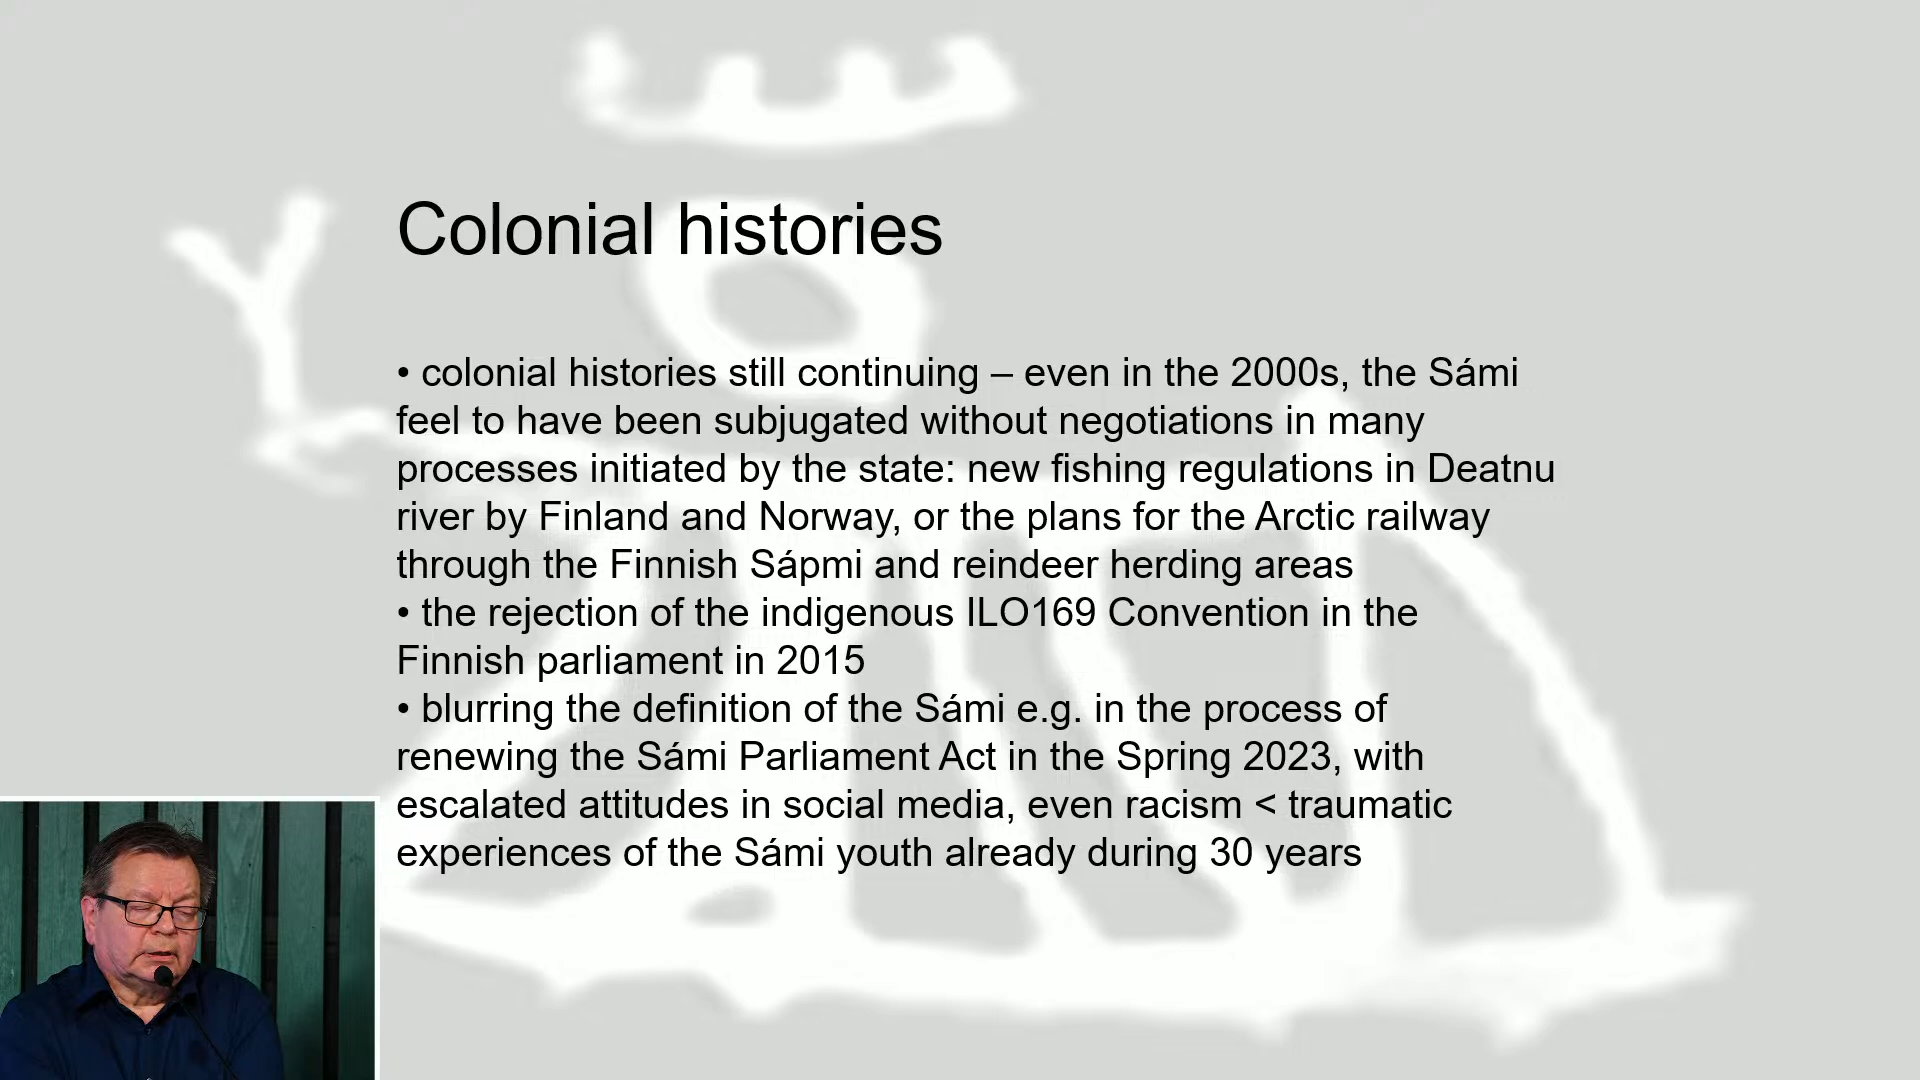 Colonial histories
• colonial histories still continuing – even in the 2000s, the Sámi
feel to have been subjugated without negotiations in many
processes initiated by the state: new fishing regulations in Deatnu
river by Finland and Norway, or the plans for the Arctic railway
through the Finnish Sápmi and reindeer herding areas
• the rejection of the indigenous ILO169 Convention in the
Finnish parliament in 2015
• blurring the definition of the Sámi e.g. in the process of
renewing the Sámi Parliament Act in the Spring 2023, with
escalated attitudes in social media, even racism < traumatic
experiences of the Sámi youth already during 30 years